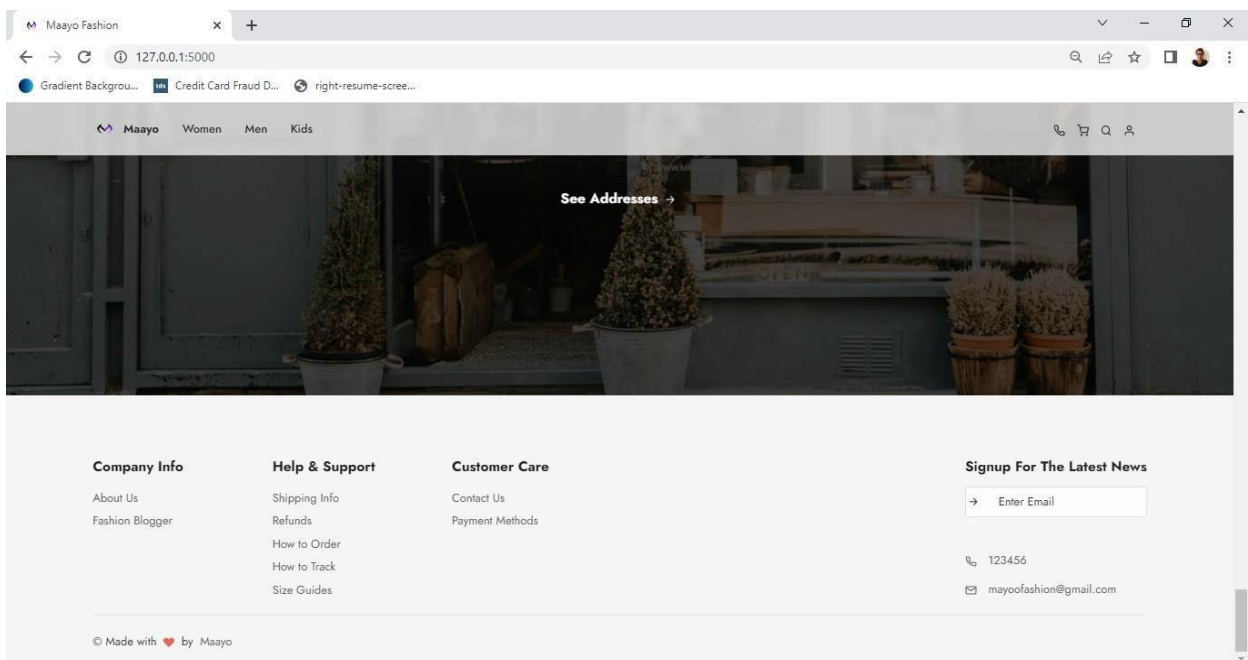 Maayo Fashion
127.0.0.1:5000
Gradient Backgrou... tds Credit Card Fraud D... right-resume-scree...
Maayo Women Men Kids
See Addresses →
OPEN
Company Info Help & Support Customer Care Signup For The Latest News
About Us Shipping Info Contact Us → Enter Email
Fashion Blogger Refunds Payment Methods
How to Order
How to Track 123456
Size Guides mayoofashion@gmail.com
© Made with ❤ by Maayo